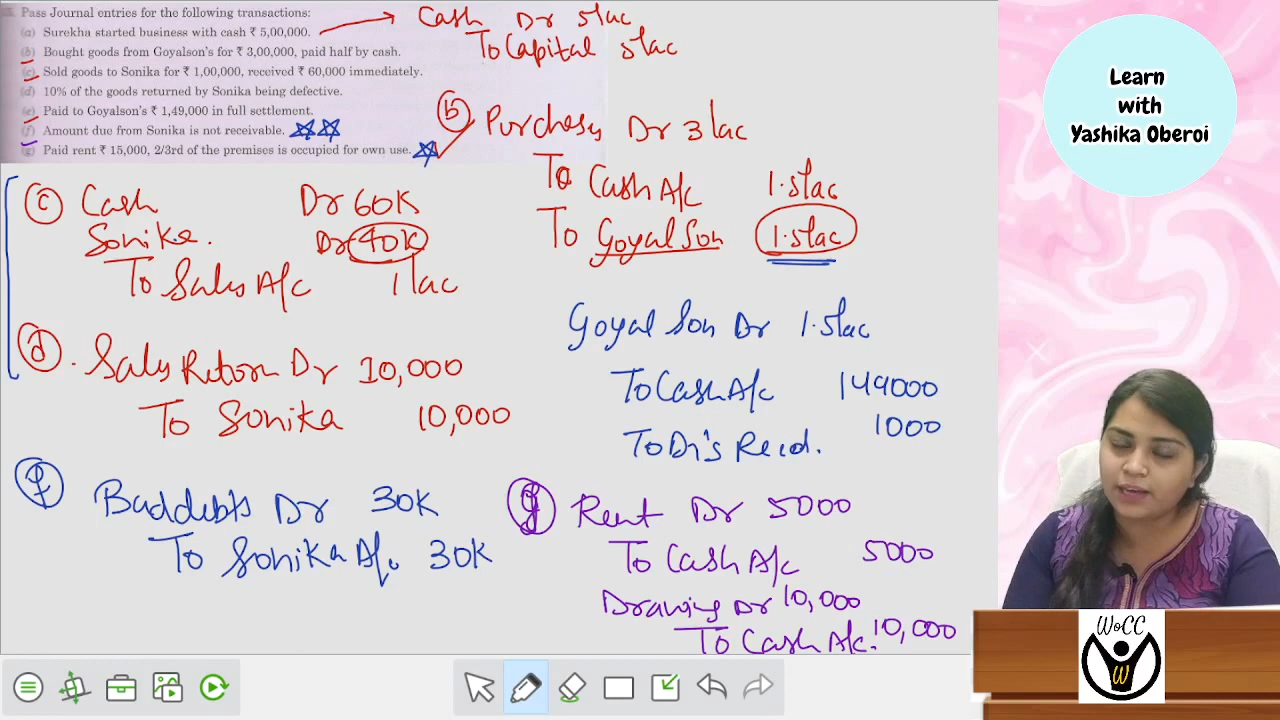 Pass Journal entries for the following transactions:
(a) Surekha started business with cash ₹ 5,00,000.
(b) Bought goods from Goyalson's for ₹ 3,00,000, paid half by cash.
(c) Sold goods to Sonika for ₹ 1,00,000, received ₹ 60,000 immediately.
(d) 10% of the goods returned by Sonika being defective.
(e) Paid to Goyalson's ₹ 1,49,000 in full settlement.
(f) Amount due from Sonika is not receivable.
(g) Paid rent ₹ 15,000, 2/3rd of the premises is occupied for own use.
Cash Dr 5lac
To Capital 5lac
(b) Purchases Dr 3lac
To Cash A/c 1.5lac
To Goyal Son 1.5lac
(c) Cash Dr 60K
Sonika. Dr 40K
To Sales A/c 1lac
(d). Sales Return Dr 10,000
To Sonika 10,000
Goyal Son Dr 1.5lac
To Cash A/c 149000
To Dis Recd. 1000
(f) Baddebts Dr 30K
To Sonika A/c. 30K
(g) Rent Dr 5000
To Cash A/c 5000
Drawing Dr 10,000
To Cash A/c. 10,000
Learn
with
Yashika Oberoi
WoCC
W